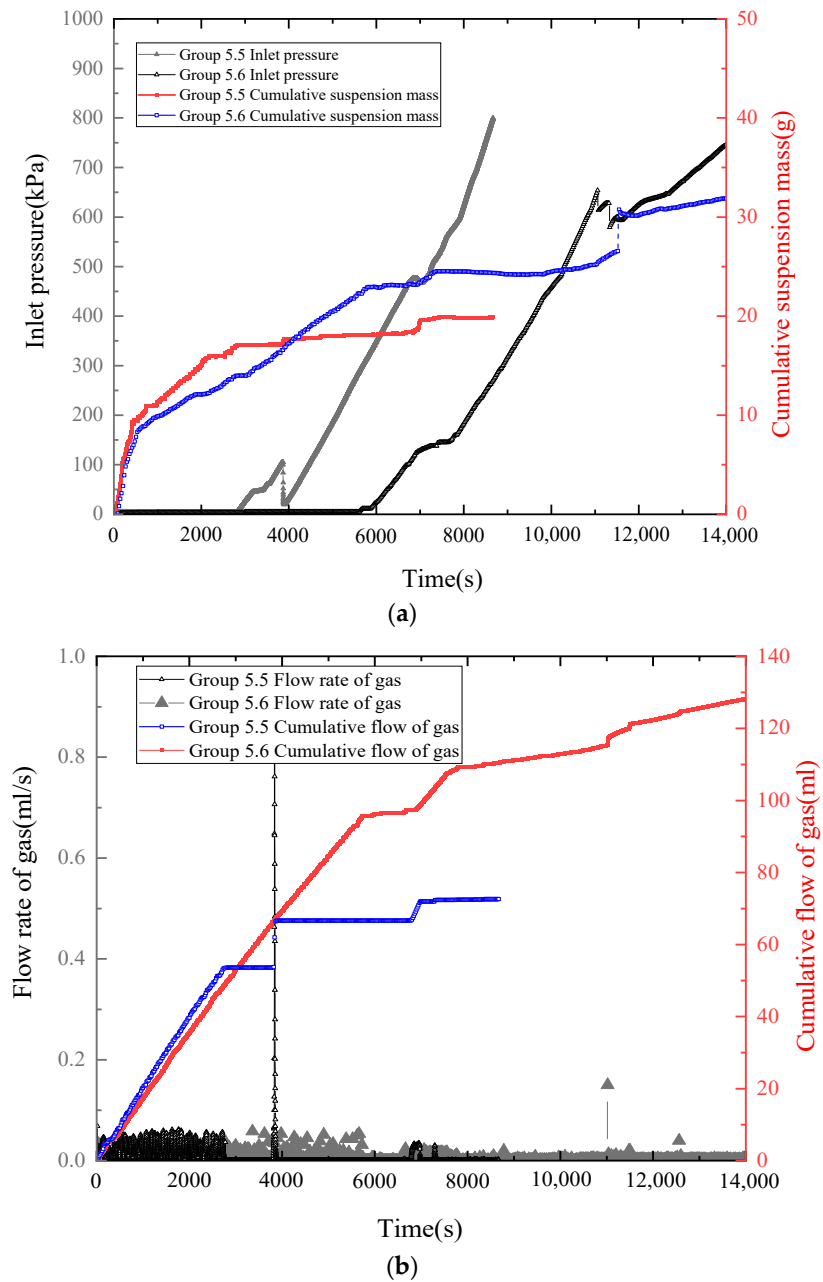 1000
900
800
700
600
500
400
300
200
100
0
Inlet pressure(kPa)
Group 5.5 Inlet pressure
Group 5.6 Inlet pressure
Group 5.5 Cumulative suspension mass
Group 5.6 Cumulative suspension mass
50
40
30
20
10
0
Cumulative suspension mass(g)
0 2000 4000 6000 8000 10,000 12,000 14,000
Time(s)
(a)
1.0
0.8
0.6
0.4
0.2
0.0
Flow rate of gas(ml/s)
Group 5.5 Flow rate of gas
Group 5.6 Flow rate of gas
Group 5.5 Cumulative flow of gas
Group 5.6 Cumulative flow of gas
140
120
100
80
60
40
20
0
Cumulative flow of gas(ml)
0 2000 4000 6000 8000 10,000 12,000 14,000
Time(s)
(b)